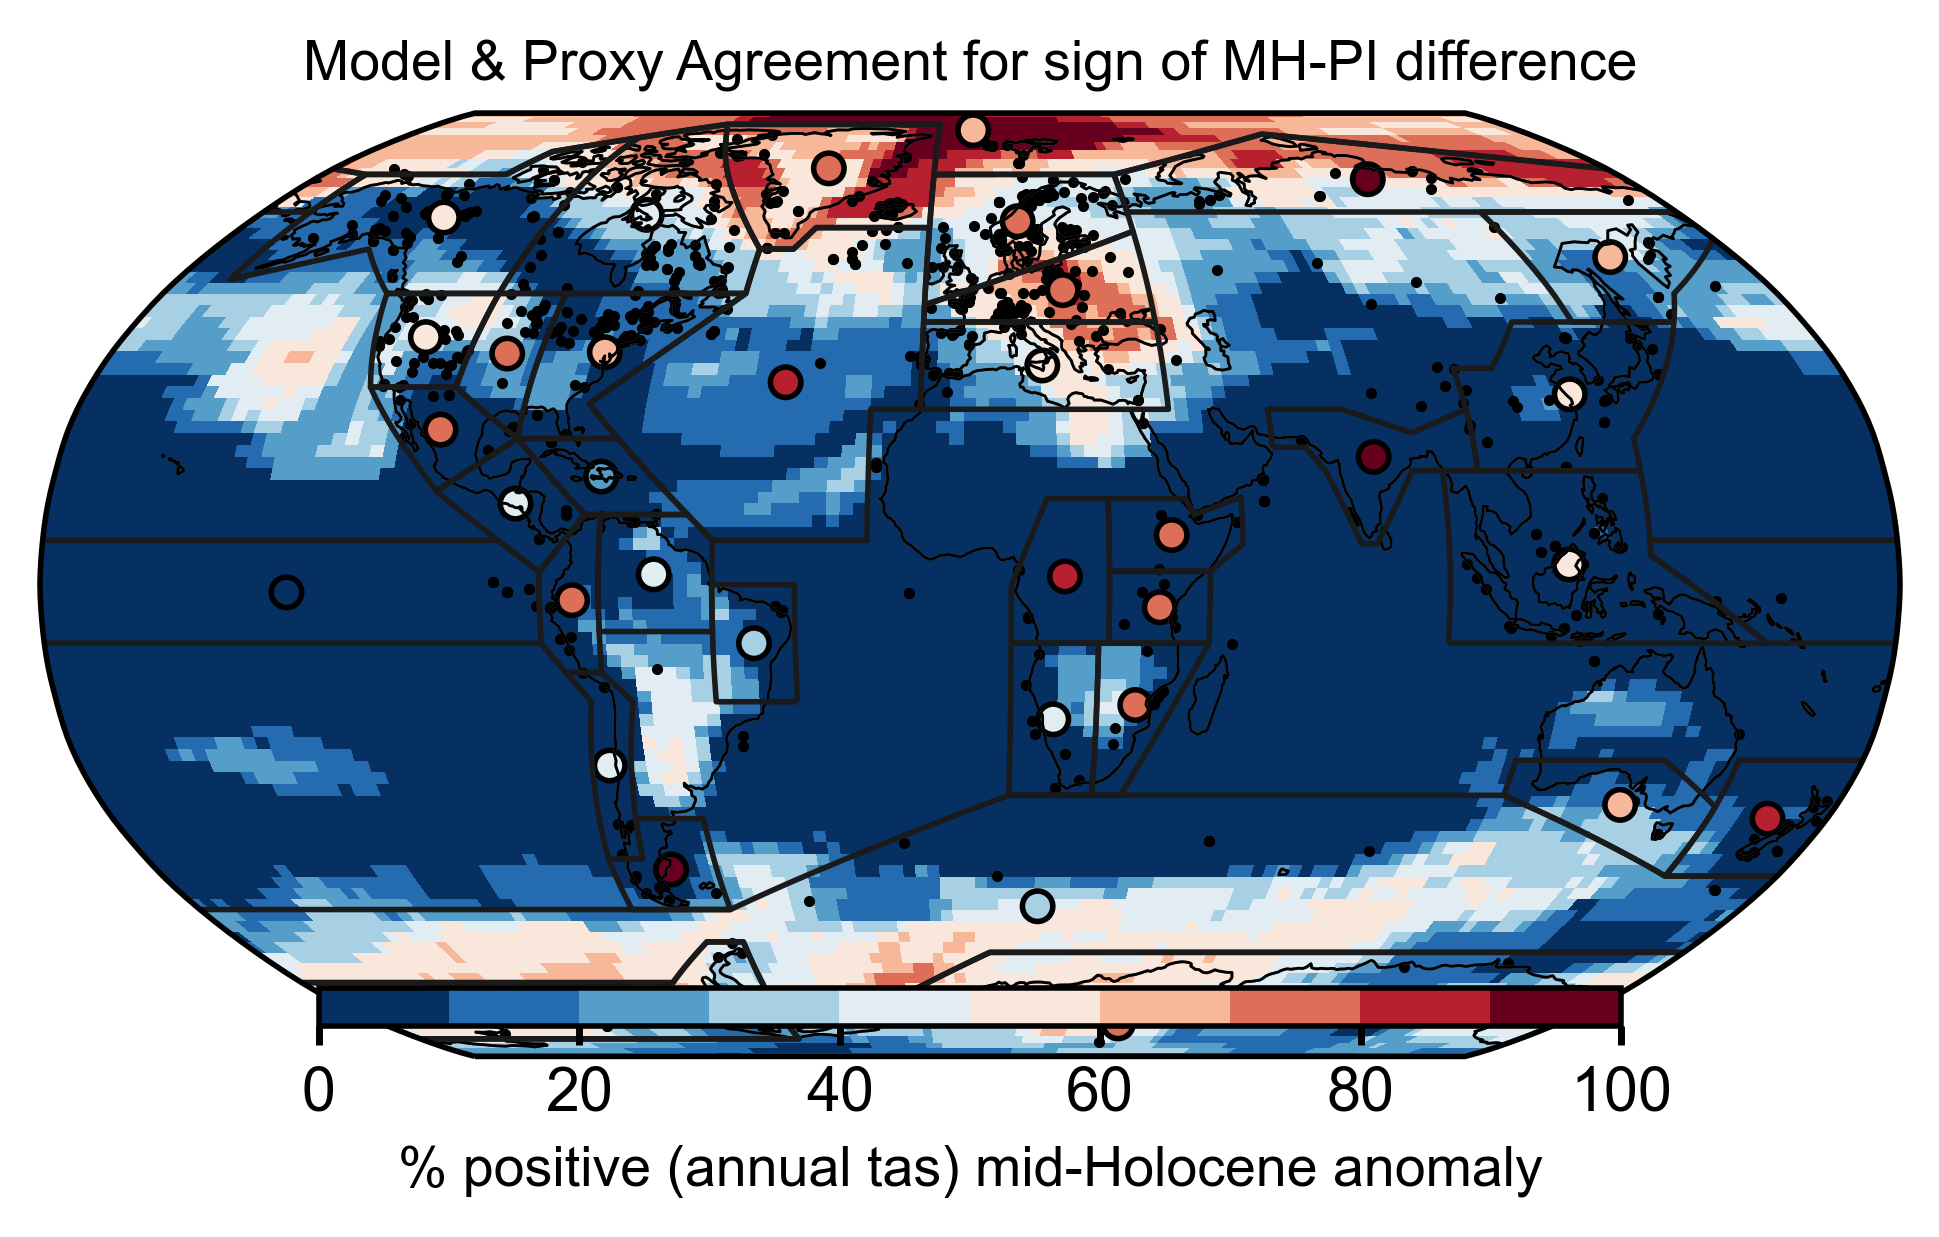 Model & Proxy Agreement for sign of MH-PI difference
0 20 40 60 80 100
% positive (annual tas) mid-Holocene anomaly